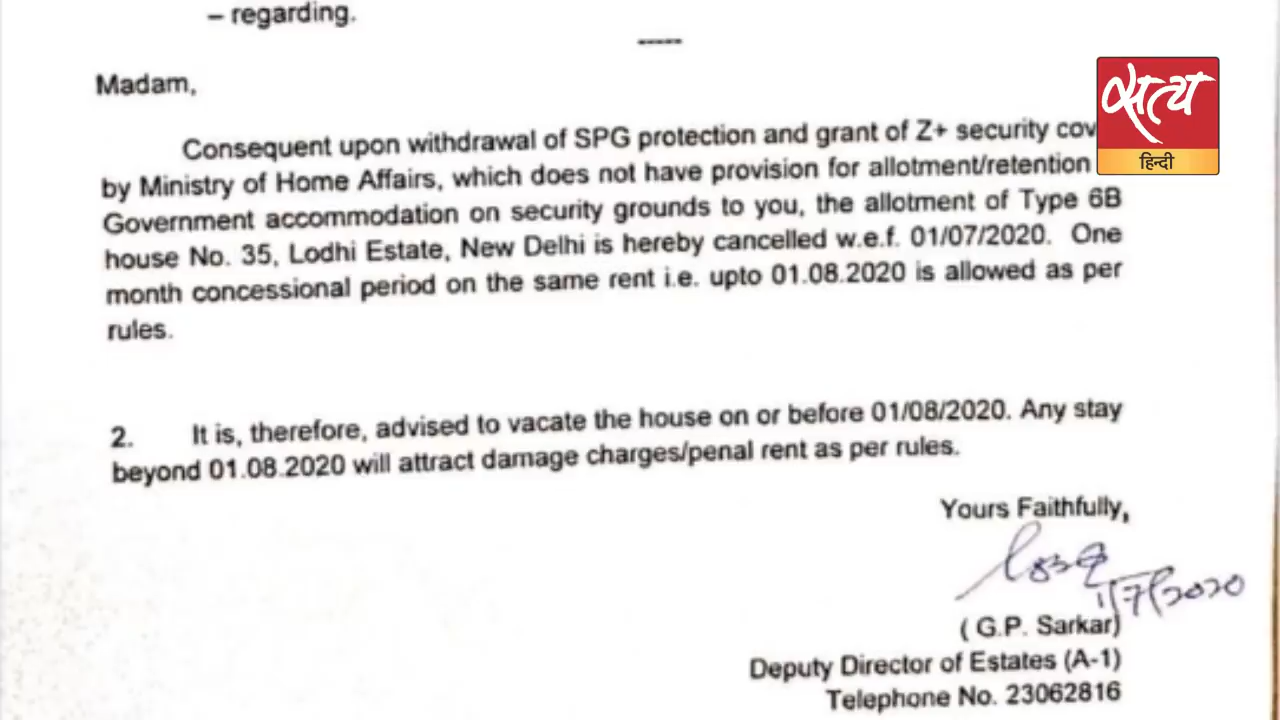 – regarding.
-----
Madam,
Consequent upon withdrawal of SPG protection and grant of Z+ security cov
by Ministry of Home Affairs, which does not have provision for allotment/retention
Government accommodation on security grounds to you, the allotment of Type 6B
house No. 35, Lodhi Estate, New Delhi is hereby cancelled w.e.f. 01/07/2020. One
month concessional period on the same rent i.e. upto 01.08.2020 is allowed as per
rules.
2. It is, therefore, advised to vacate the house on or before 01/08/2020. Any stay
beyond 01.08.2020 will attract damage charges/penal rent as per rules.
Yours Faithfully,
1/7/2020
( G.P. Sarkar)
Deputy Director of Estates (A-1)
Telephone No. 23062816
सत्य
हिन्दी